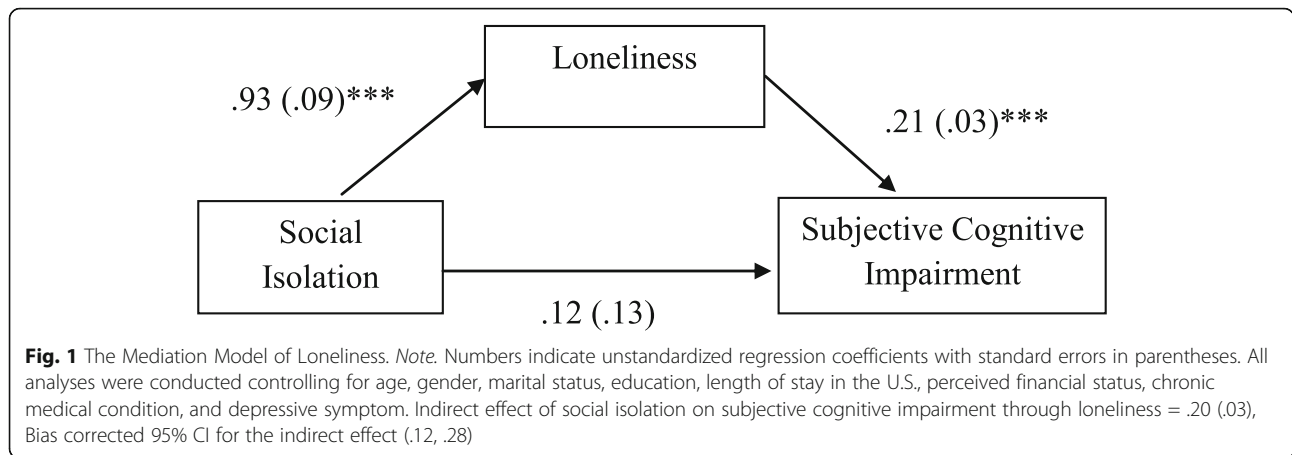 Loneliness
.93 (.09)***
.21 (.03)***
Social
Isolation
Subjective Cognitive
Impairment
.12 (.13)
Fig. 1 The Mediation Model of Loneliness. Note. Numbers indicate unstandardized regression coefficients with standard errors in parentheses. All
analyses were conducted controlling for age, gender, marital status, education, length of stay in the U.S., perceived financial status, chronic
medical condition, and depressive symptom. Indirect effect of social isolation on subjective cognitive impairment through loneliness = .20 (.03),
Bias corrected 95% CI for the indirect effect (.12, .28)